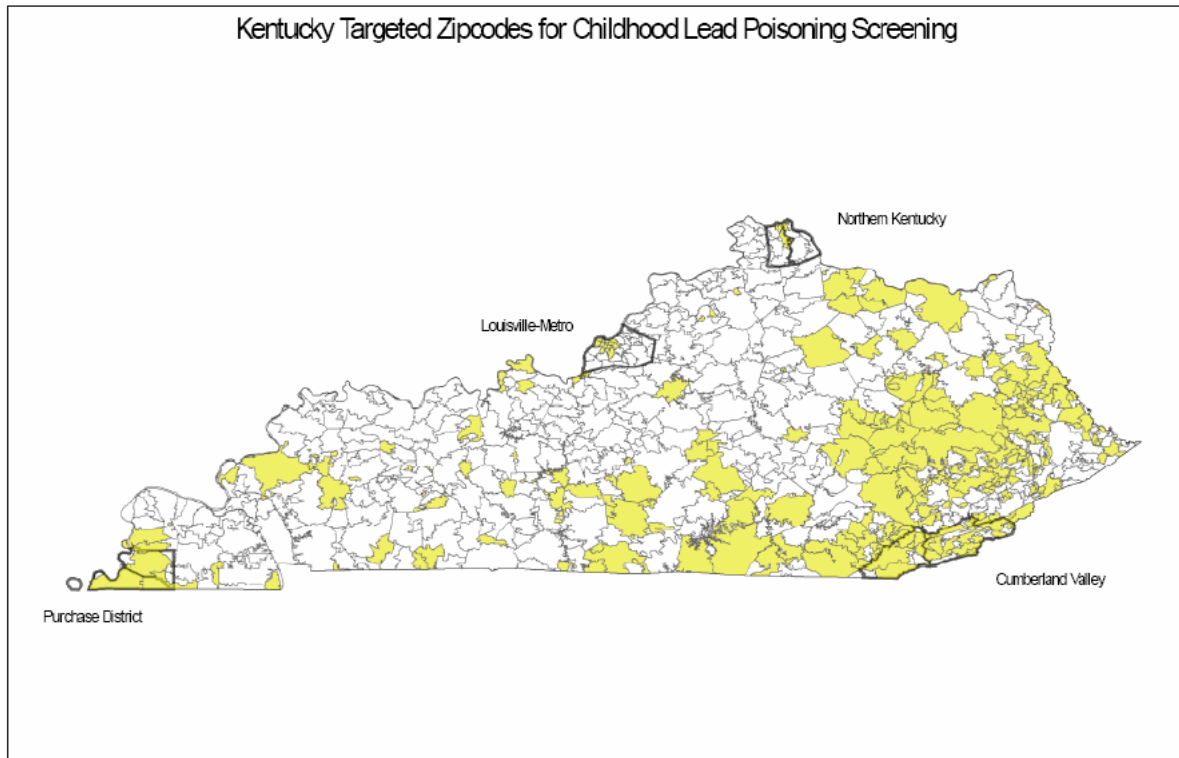 Kentucky Targeted Zipcodes for Childhood Lead Poisoning Screening
Northern Kentucky
Louisville-Metro
Cumberland Valley
Purchase District